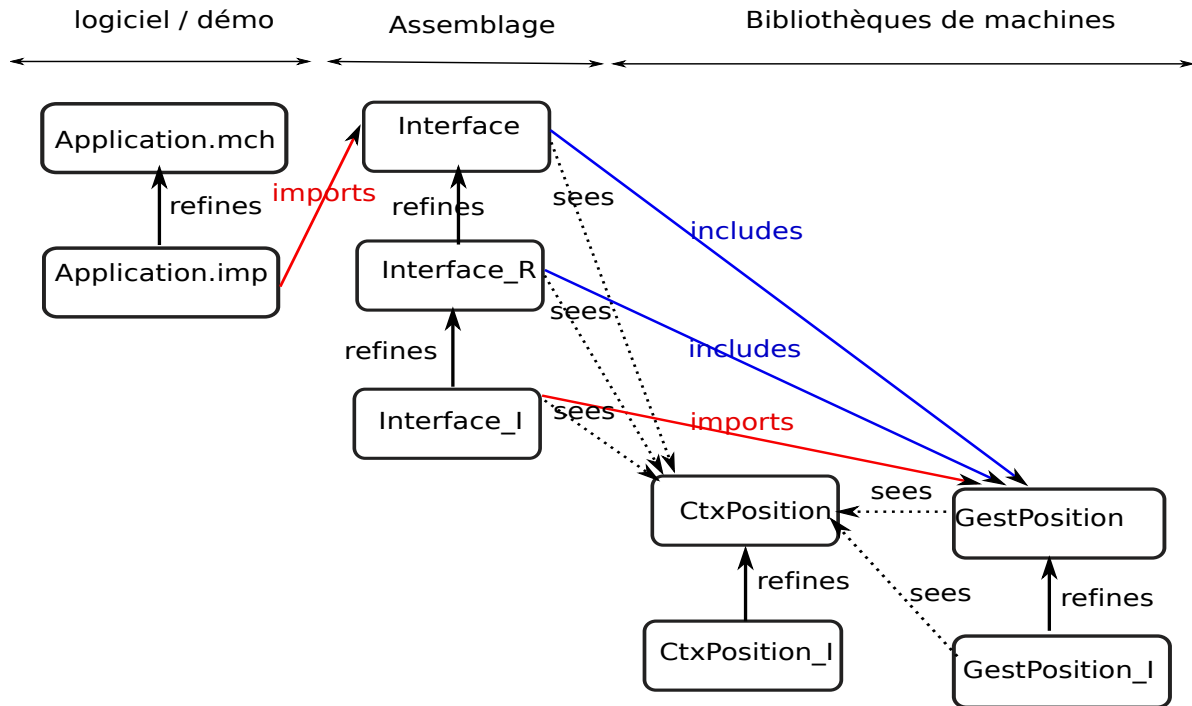 logiciel / démo
Assemblage
Bibliothèques de machines
Application.mch
Interface
refines
imports
refines
sees
includes
Application.imp
Interface_R
sees
refines
includes
Interface_I
sees
imports
CtxPosition
sees
GestPosition
refines
sees
refines
CtxPosition_I
GestPosition_I